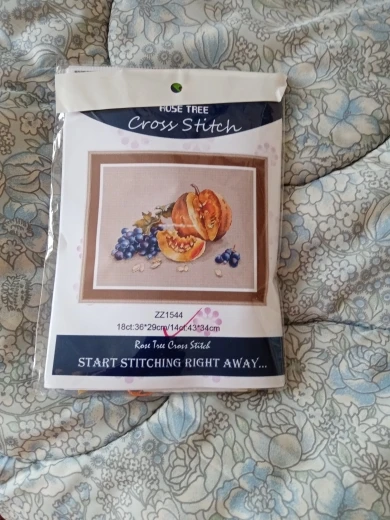 ROSE TREE
Cross Stitch
ZZ1544
18ct:36*29cm/14ct:43*34cm
Rose Tree Cross Stitch
START STITCHING RIGHT AWAY...